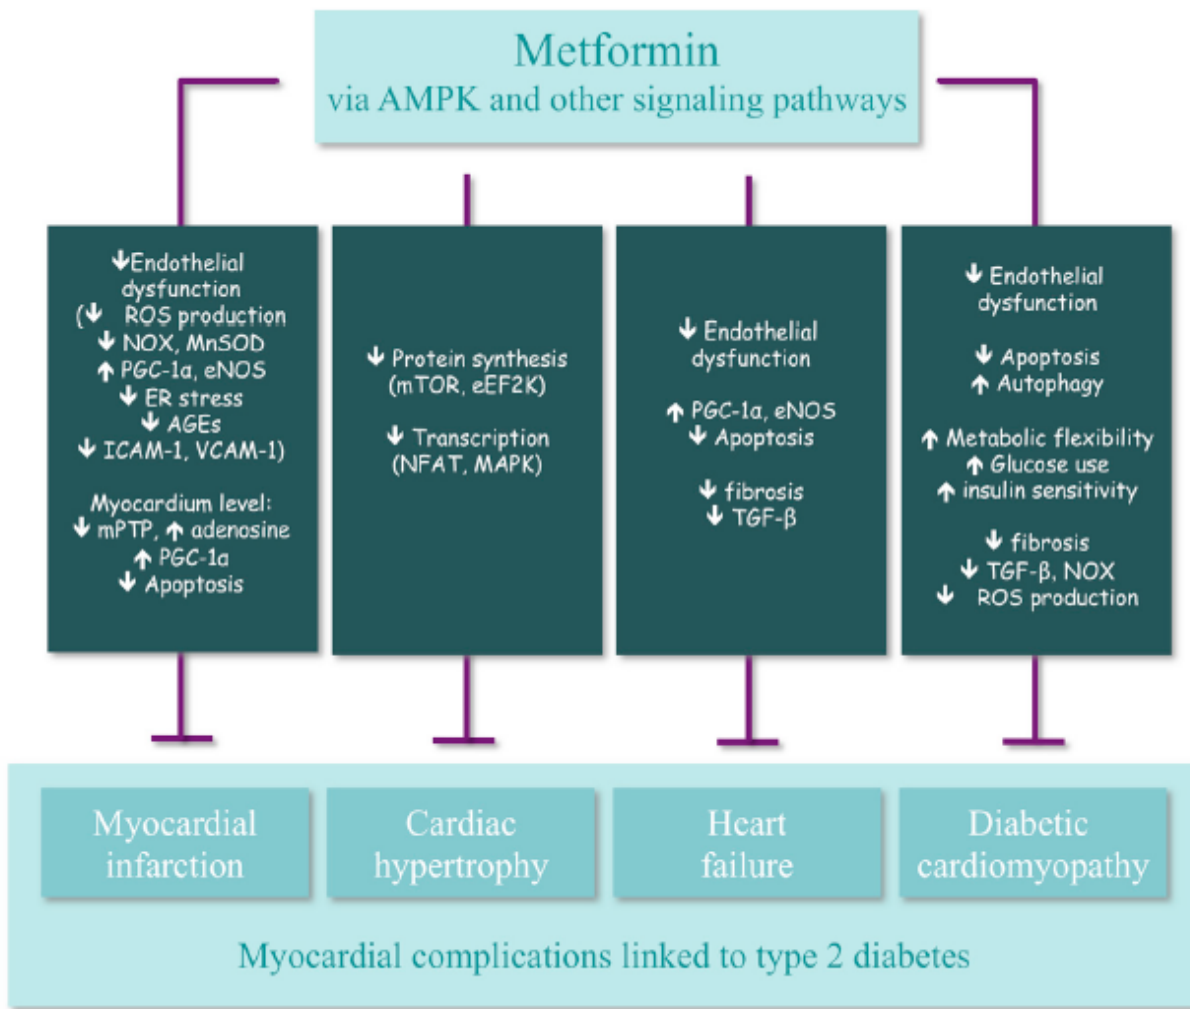 Metformin
via AMPK and other signaling pathways
↓Endothelial
dysfunction
(↓ ROS production
↓ NOX, MnSOD
↑ PGC-1α, eNOS
↓ ER stress
↓ AGEs
↓ ICAM-1, VCAM-1)
Myocardium level:
↓ mPTP, ↑ adenosine
↑ PGC-1α
↓ Apoptosis
↓ Protein synthesis
(mTOR, eEF2K)
↓ Transcription
(NFAT, MAPK)
↓ Endothelial
dysfunction
↑ PGC-1α, eNOS
↓ Apoptosis
↓ fibrosis
↓ TGF-β
↓ Endothelial
dysfunction
↓ Apoptosis
↑ Autophagy
↑ Metabolic flexibility
↑ Glucose use
↑ insulin sensitivity
↓ fibrosis
↓ TGF-β, NOX
↓ ROS production
Myocardial
infarction
Cardiac
hypertrophy
Heart
failure
Diabetic
cardiomyopathy
Myocardial complications linked to type 2 diabetes